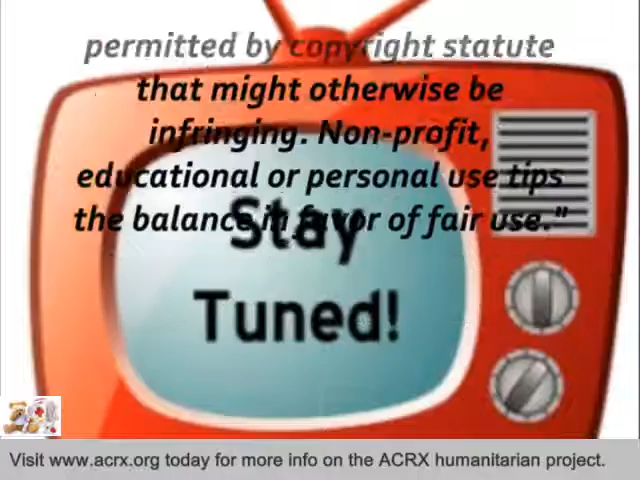 permitted by copyright statute
that might otherwise be
infringing. Non-profit,
educational or personal use tips
the balance in favor of fair use."
Stay
Tuned!
Visit www.acrx.org today for more info on the ACRX humanitarian project.